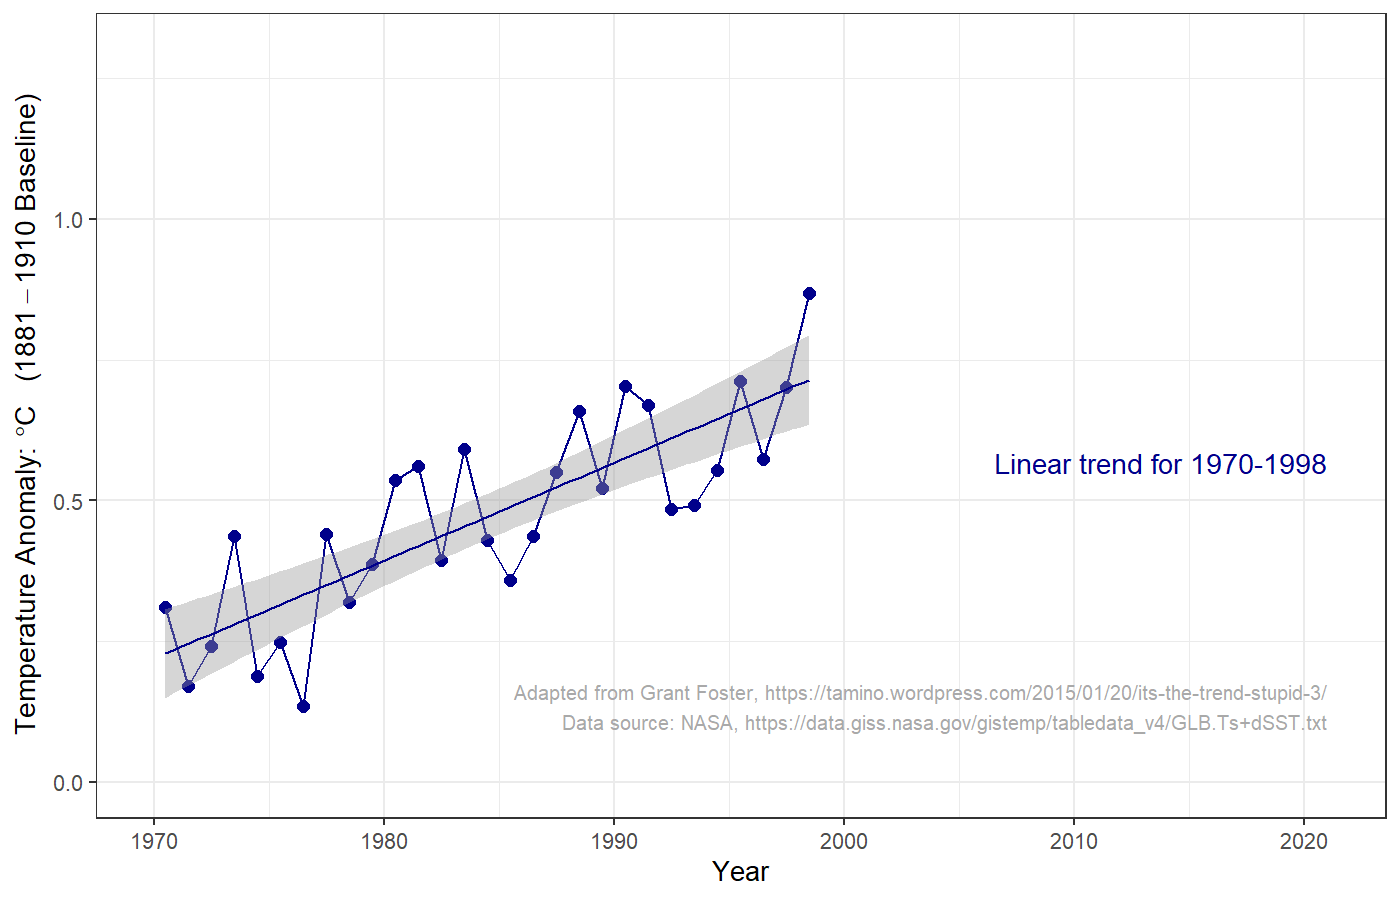 Temperature Anomaly: °C (1881 – 1910 Baseline)
1.0
0.5
0.0
Linear trend for 1970-1998
Adapted from Grant Foster, https://tamino.wordpress.com/2015/01/20/its-the-trend-stupid-3/
Data source: NASA, https://data.giss.nasa.gov/gistemp/tabledata_v4/GLB.Ts+dSST.txt
1970 1980 1990 2000 2010 2020
Year